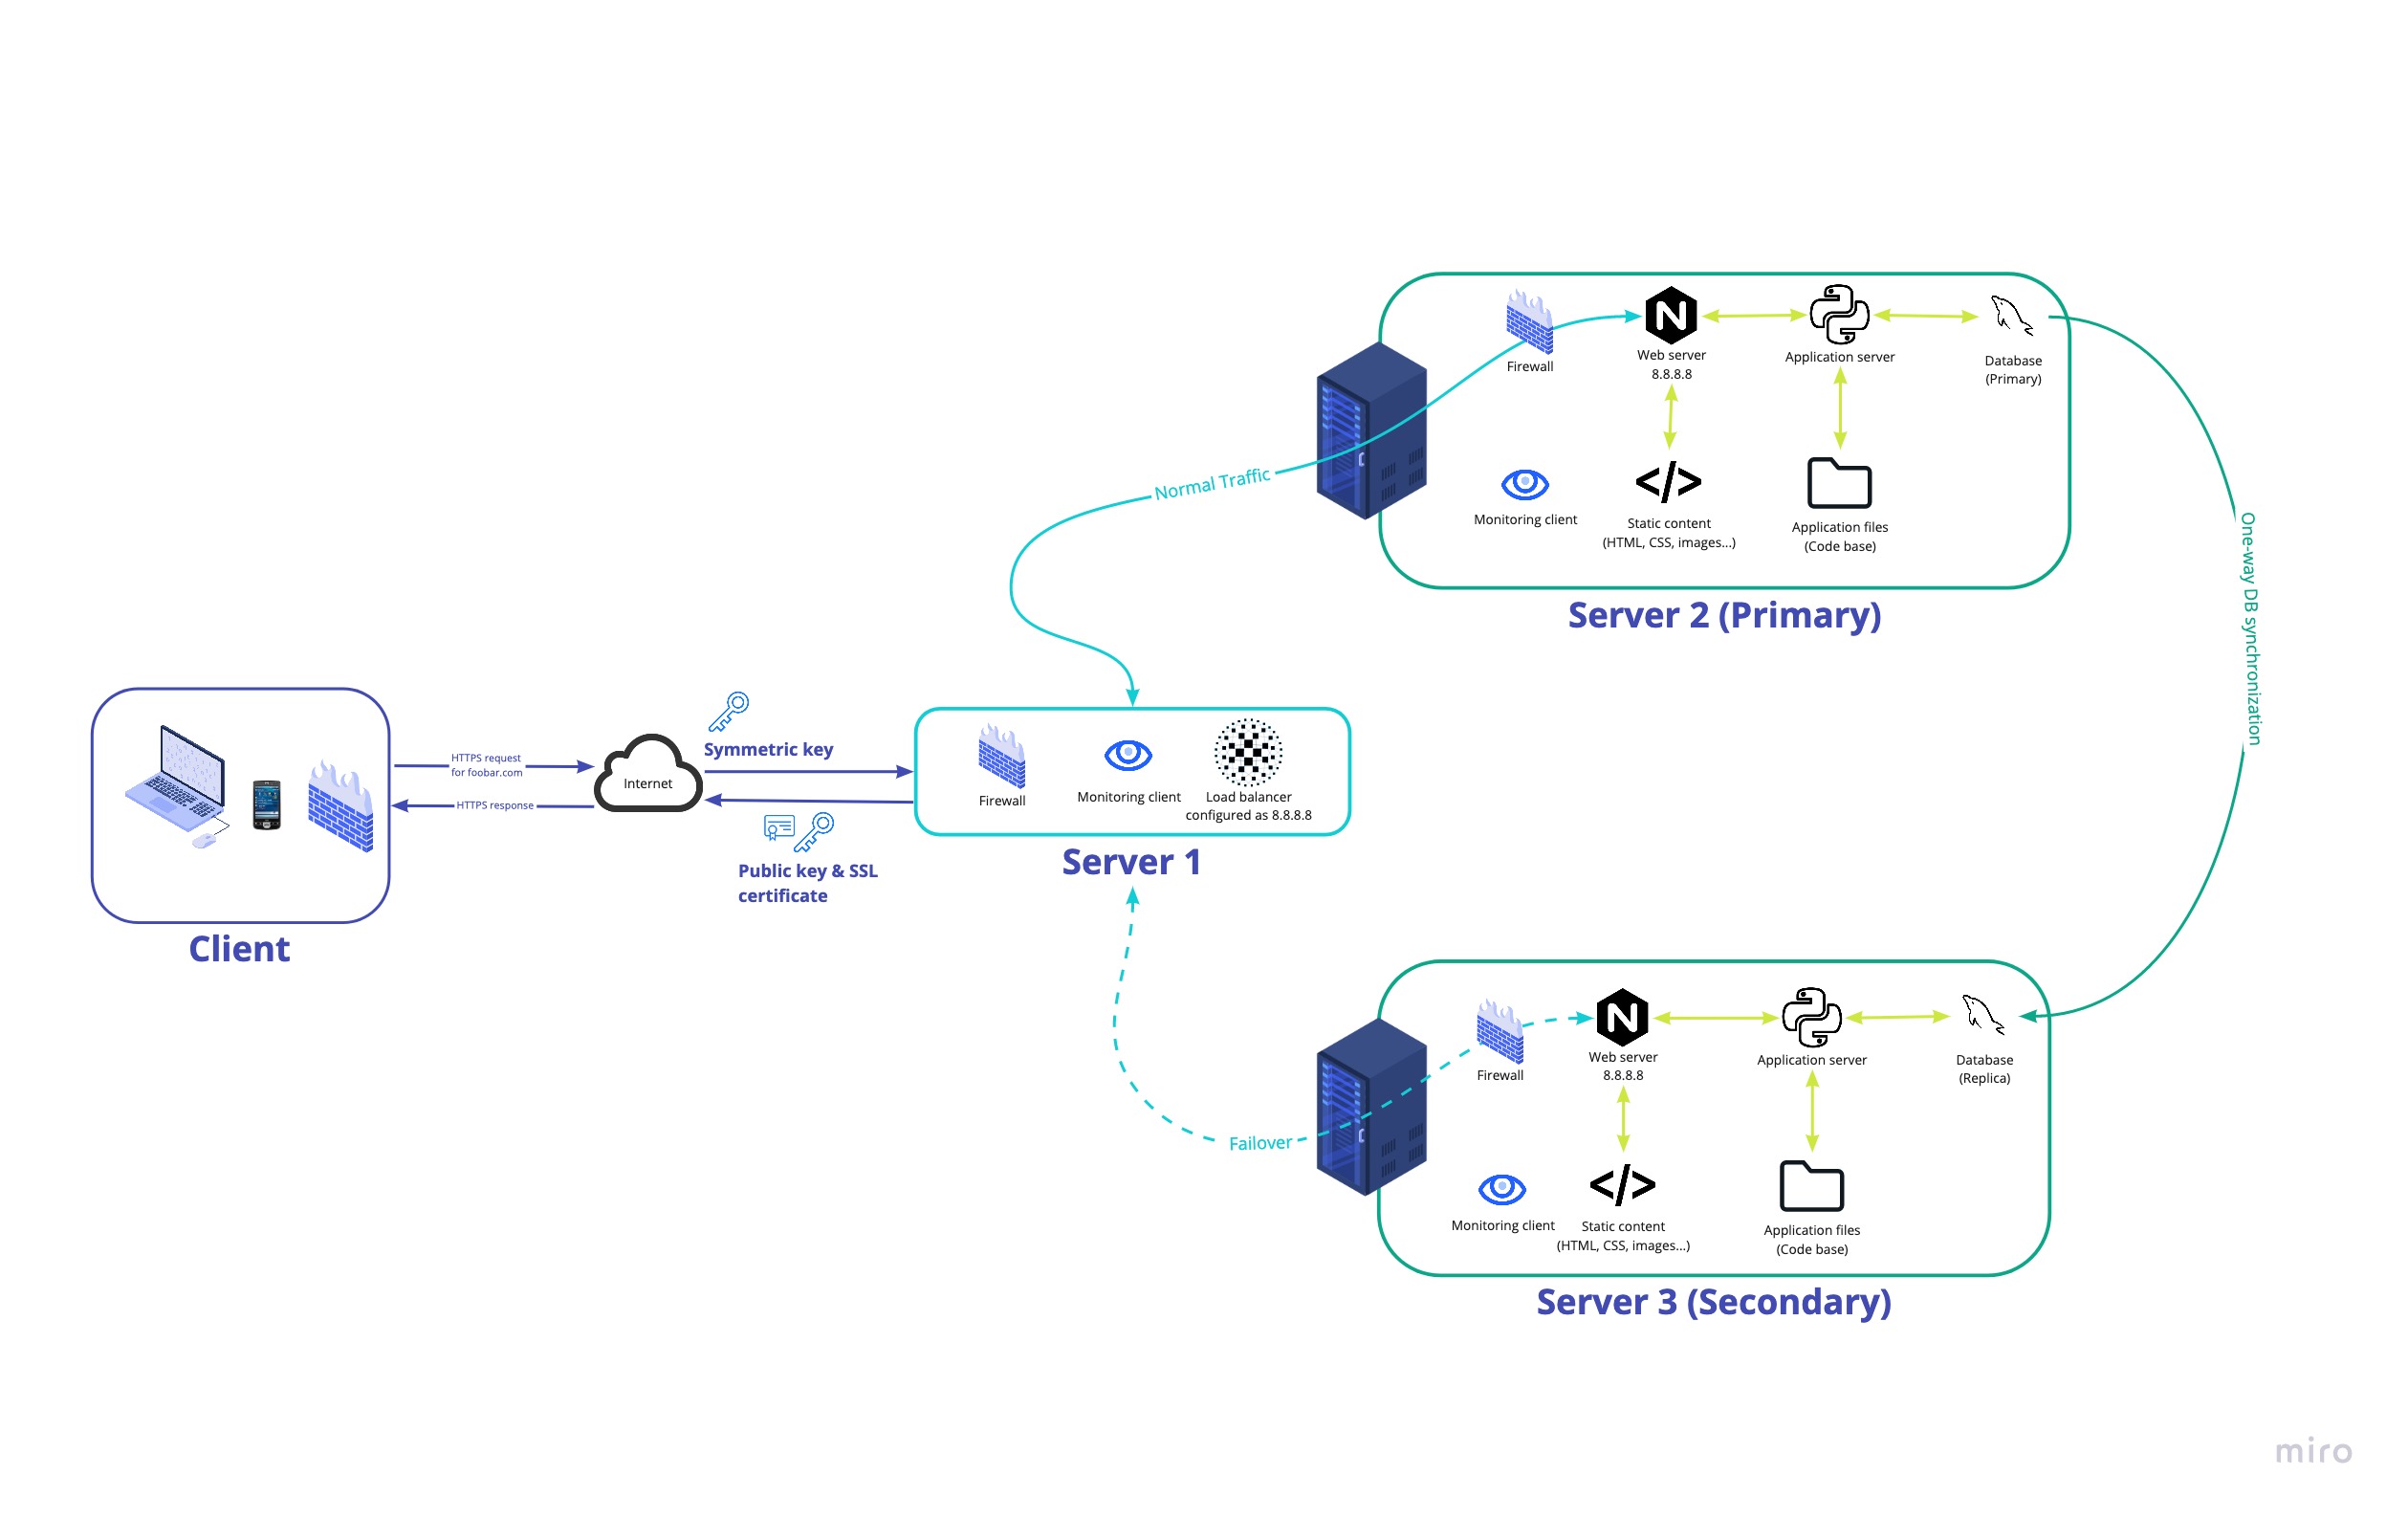 Firewall
Web server
8.8.8.8
Application server
Database
(Primary)
Monitoring client
Static content
(HTML, CSS, images...)
Application files
(Code base)
Server 2 (Primary)
Normal Traffic
One-way DB synchronization
HTTPS request
for foobar.com
HTTPS response
Client
Internet
Symmetric key
Public key & SSL
certificate
Firewall
Monitoring client
Load balancer
configured as 8.8.8.8
Server 1
Failover
Firewall
Web server
8.8.8.8
Application server
Database
(Replica)
Monitoring client
Static content
(HTML, CSS, images...)
Application files
(Code base)
Server 3 (Secondary)
miro